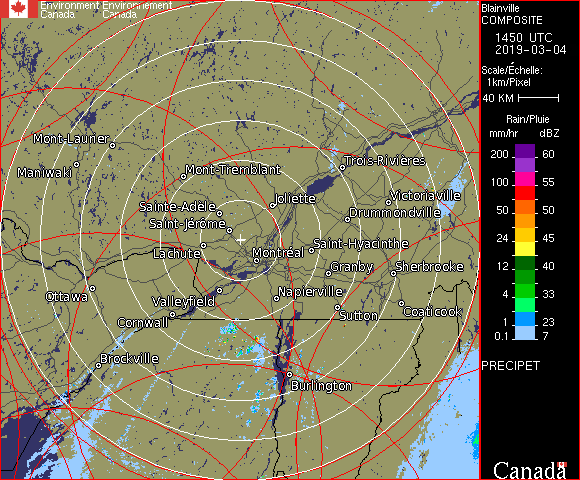 Environment Environnement
Canada Canada
Blainville
COMPOSITE
1450 UTC
2019-03-04
Scale/Échelle:
1km/Pixel
40 KM
Rain/Pluie
mm/hr dBZ
200 60
100 55
50 50
24 45
12 40
4 33
1 23
0.1 7
PRECIPET
Canada
Mont-Laurier
Maniwaki
Mont-Tremblant
Trois-Rivières
Sainte-Adèle
Joliette
Victoriaville
Saint-Jérôme
Drummondville
Lachute
Montréal
Saint-Hyacinthe
Granby
Sherbrooke
Ottawa
Valleyfield
Napierville
Cornwall
Sutton
Coaticook
Brockville
Burlington